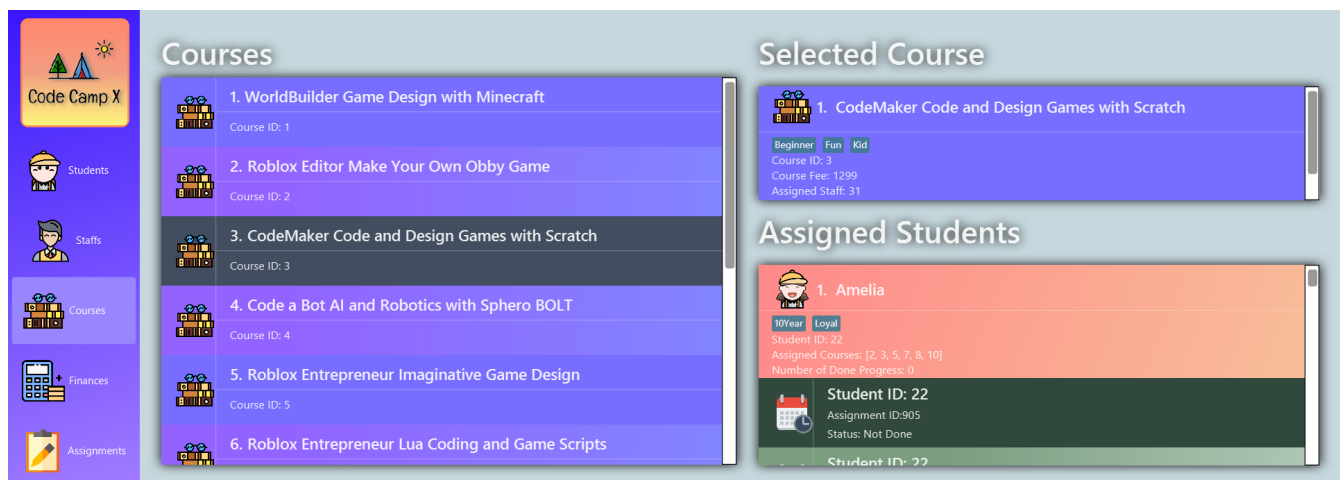 Code Camp X
Students
Staffs
Courses
Finances
Assignments
Courses
1. WorldBuilder Game Design with Minecraft
Course ID: 1
2. Roblox Editor Make Your Own Obby Game
Course ID: 2
3. CodeMaker Code and Design Games with Scratch
Course ID: 3
4. Code a Bot AI and Robotics with Sphero BOLT
Course ID: 4
5. Roblox Entrepreneur Imaginative Game Design
Course ID: 5
6. Roblox Entrepreneur Lua Coding and Game Scripts
Selected Course
1. CodeMaker Code and Design Games with Scratch
Beginner Fun Kid
Course ID: 3
Course Fee: 1299
Assigned Staff: 31
Assigned Students
1. Amelia
10Year Loyal
Student ID: 22
Assigned Courses: [2, 3, 5, 7, 8, 10]
Number of Done Progress: 0
Student ID: 22
Assignment ID:905
Status: Not Done
Student ID: 22